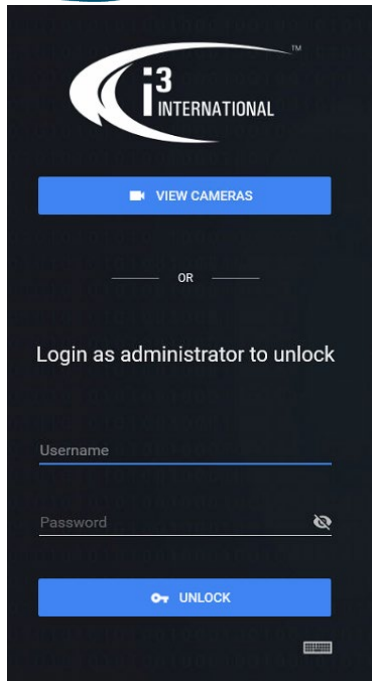 i3
INTERNATIONAL
TM
VIEW CAMERAS
OR
Login as administrator to unlock
Username
Password
UNLOCK